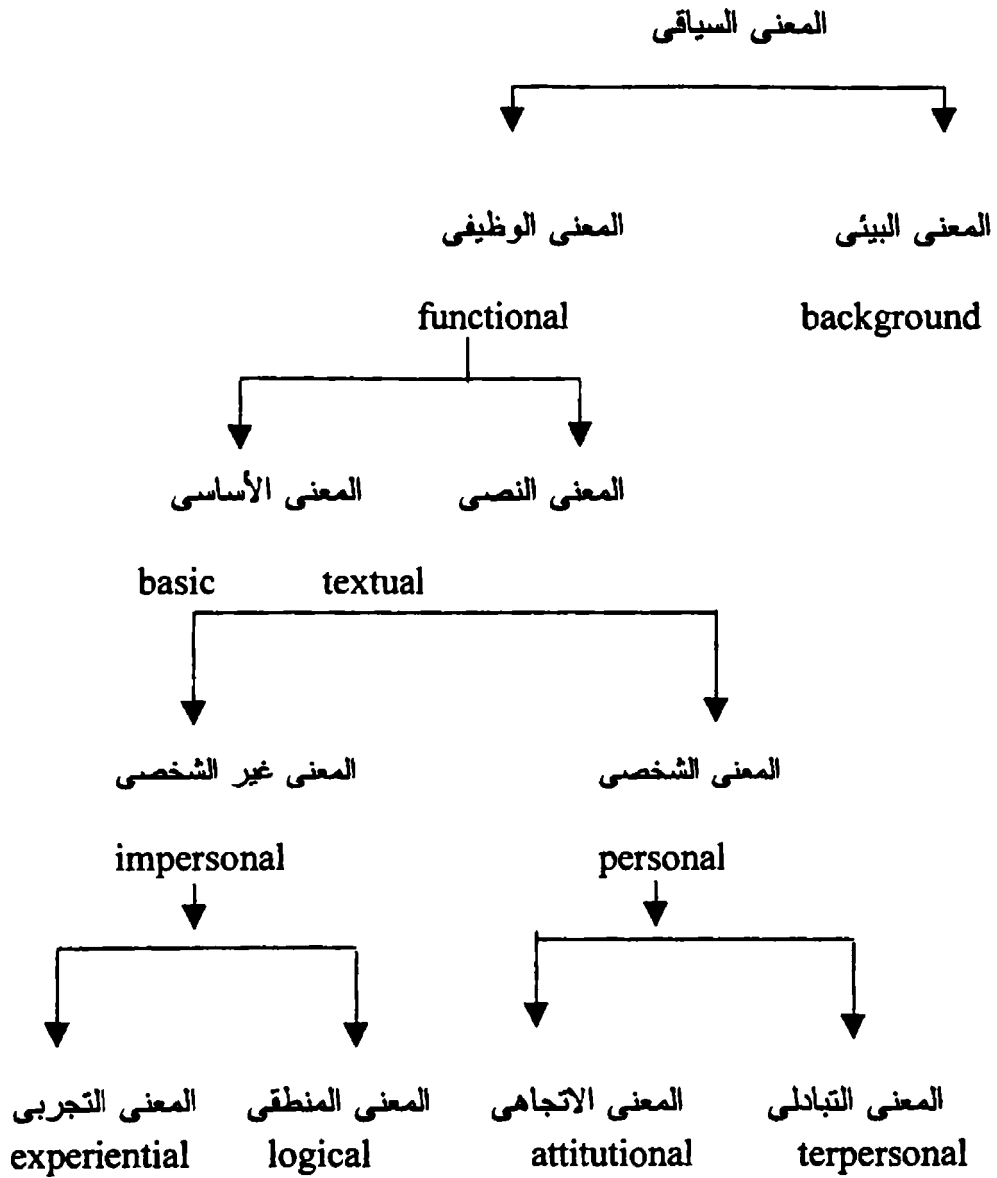 المعنى السياقى
المعنى البيئى المعنى الوظيفى
functional background
المعنى النصى المعنى الأساسى
basic textual
المعنى الشخصى المعنى غير الشخصى
impersonal personal
المعنى التبادلى المعنى الاتجاهى المعنى المنطقى المعنى التجربى
experiential logical attitutional terpersonal